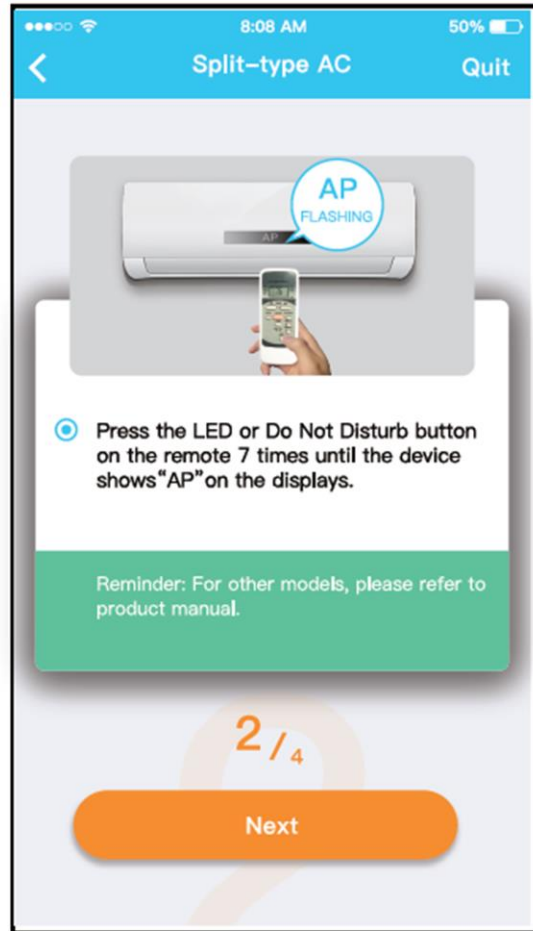 8:08 AM
50%
Split-type AC
Quit
AP
FLASHING
AP
Press the LED or Do Not Disturb button
on the remote 7 times until the device
shows“AP”on the displays.
Reminder: For other models, please refer to
product manual.
2/4
Next